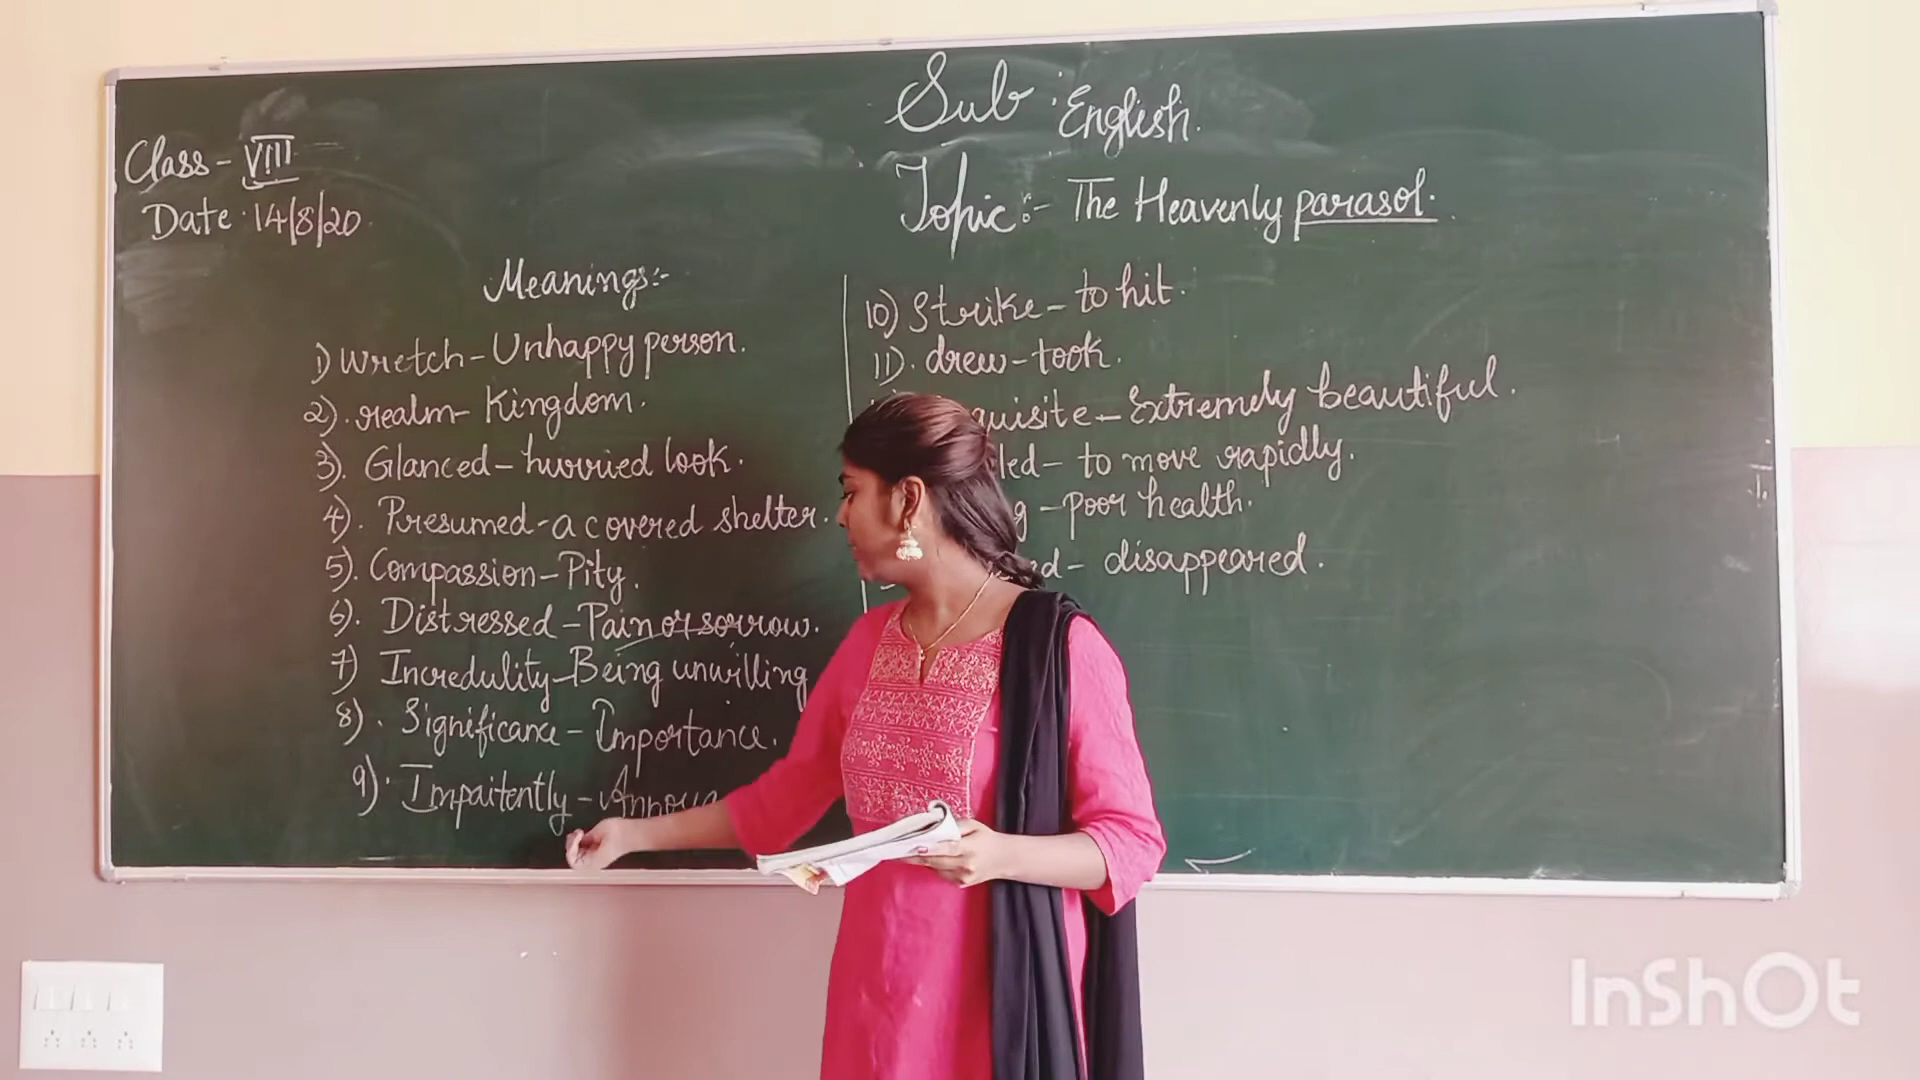 Sub : English.
Class - VIII
Topic :- The Heavenly parasol.
Date 14/8/20
Meanings:-
1) Wretch - Unhappy person.
2). realm - Kingdom.
3). Glanced - hurried look.
4). Presumed - a covered shelter.
5). Compassion - Pity.
6). Distressed - Pain or sorrow.
7) Incredulity - Being unwilling
8). Significance - Importance.
9). Impaitently -
10) Strike - to hit.
11). drew - took.
- Extremely beautiful.
- to move rapidly.
- poor health.
- disappeared.
InShOt